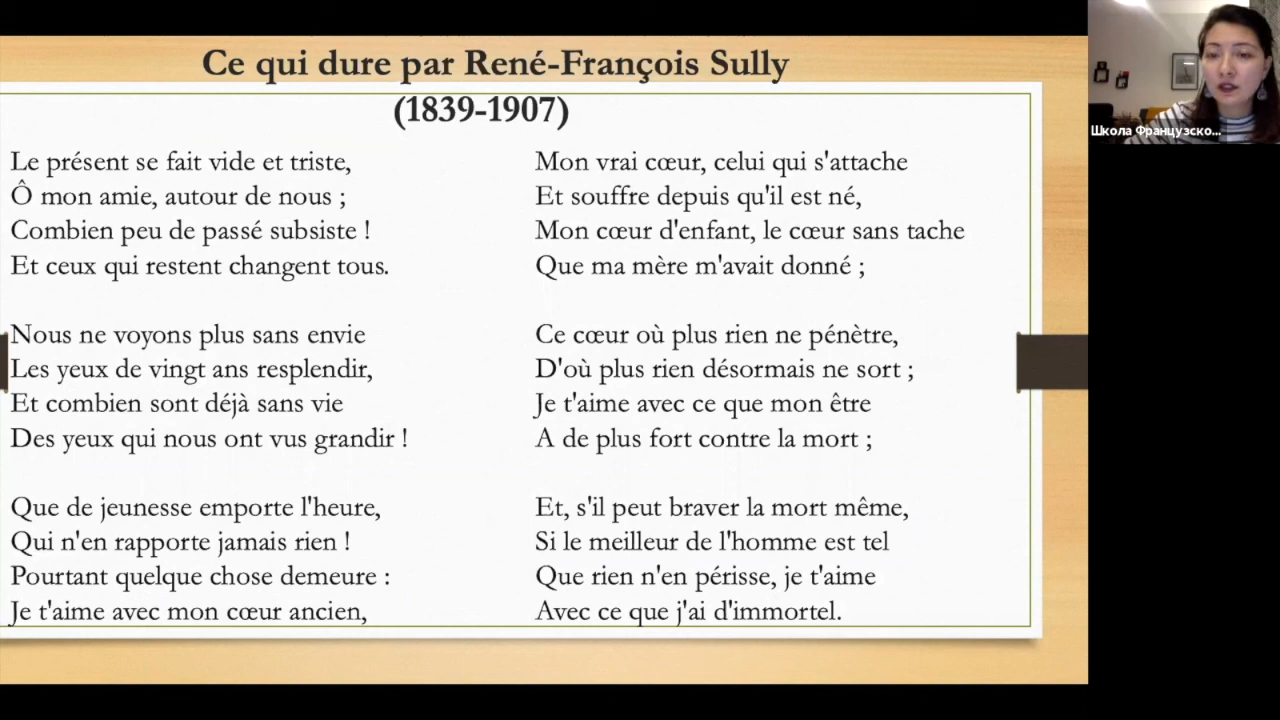 Ce qui dure par René-François Sully
(1839-1907)
Le présent se fait vide et triste,
Ô mon amie, autour de nous ;
Combien peu de passé subsiste !
Et ceux qui restent changent tous.
Nous ne voyons plus sans envie
Les yeux de vingt ans resplendir,
Et combien sont déjà sans vie
Des yeux qui nous ont vus grandir !
Que de jeunesse emporte l'heure,
Qui n'en rapporte jamais rien !
Pourtant quelque chose demeure :
Je t'aime avec mon cœur ancien,
Mon vrai cœur, celui qui s'attache
Et souffre depuis qu'il est né,
Mon cœur d'enfant, le cœur sans tache
Que ma mère m'avait donné ;
Ce cœur où plus rien ne pénètre,
D'où plus rien désormais ne sort ;
Je t'aime avec ce que mon être
A de plus fort contre la mort ;
Et, s'il peut braver la mort même,
Si le meilleur de l'homme est tel
Que rien n'en périsse, je t'aime
Avec ce que j'ai d'immortel.
Школа Французско...